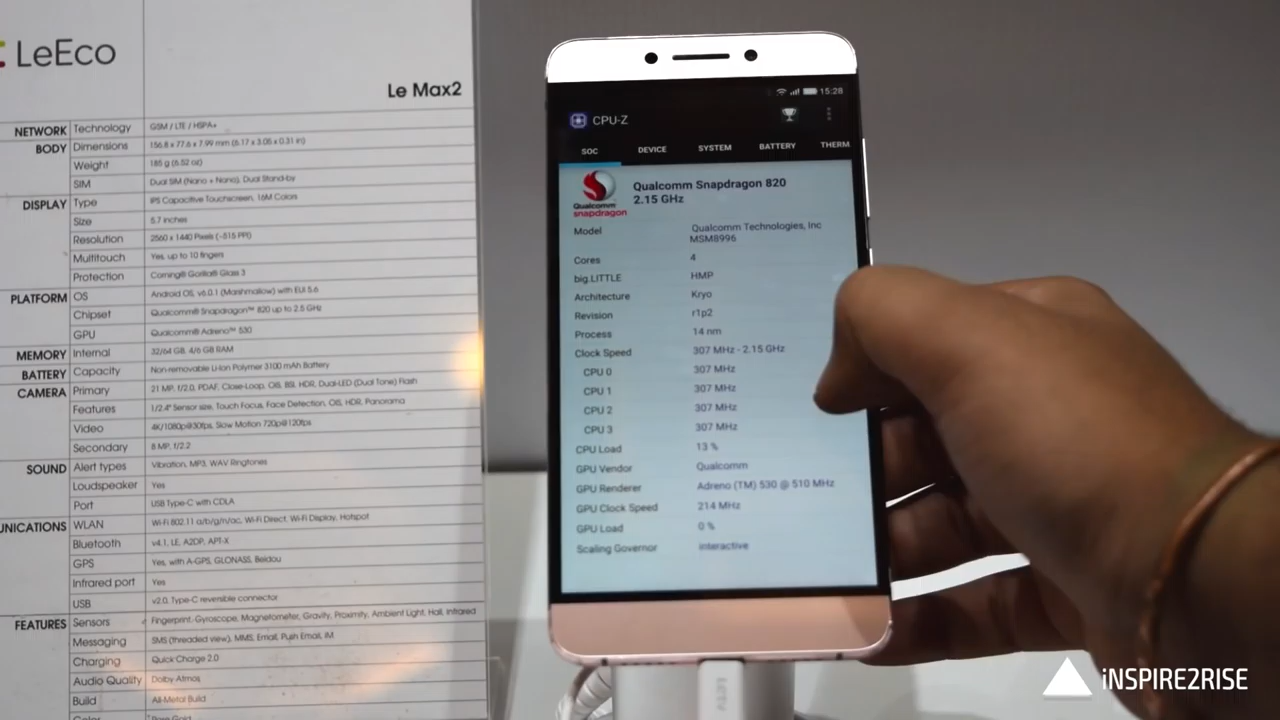 LeEco
Le Max2
NETWORK Technology GSM / LTE / HSPA+
BODY Dimensions 156.8 x 77.6 x 7.99 mm (6.17 x 3.06 x 0.31 in)
Weight 185 g (6.52 oz)
SIM Dual SIM (Nano + Nano), Dual Stand-by
DISPLAY Type IPS Capacitive Touchscreen, 16M Colors
Size 5.7 inches
Resolution 2560 x 1440 Pixels (~515 PPI)
Multitouch Yes, up to 10 fingers
Protection Corning® Gorilla® Glass 3
PLATFORM OS Android OS, v6.0.1 (Marshmallow) with EUI 5.6
Chipset Qualcomm® Snapdragon™ 820 up to 2.5 GHz
GPU Qualcomm® Adreno™ 530
MEMORY Internal 32/64 GB, 4/6 GB RAM
BATTERY Capacity Non-removable Li-Ion Polymer 3100 mAh Battery
CAMERA Primary 21 MP, f/2.0, PDAF, Close-Loop, OIS, BSI, HDR, Dual-LED (Dual Tone) Flash
Features 1/2.4" Sensor size, Touch Focus, Face Detection, OIS, HDR, Panorama
Video 4K/1080p@30fps, Slow Motion 720p@120fps
Secondary 8 MP, f/2.2
SOUND Alert types Vibration, MP3, WAV Ringtones
Loudspeaker Yes
Port USB Type-C with CDLA
UNICATIONS WLAN Wi-Fi 802.11 a/b/g/n/ac, Wi-Fi Direct, Wi-Fi Display, Hotspot
Bluetooth v4.1, LE, A2DP, APT-X
GPS Yes, with A-GPS, GLONASS, Beidou
Infrared port Yes
USB v2.0, Type-C reversible connector
FEATURES Sensors Fingerprint, Gyroscope, Magnetometer, Gravity, Proximity, Ambient Light, Hall, Infrared
Messaging SMS (threaded view), MMS, Email, Push Email, IM
Charging Quick Charge 2.0
Audio Quality Dolby Atmos
Build All-Metal Build
Color Rose Gold
15:28
CPU-Z
SOC DEVICE SYSTEM BATTERY THERM
Qualcomm
snapdragon
Qualcomm Snapdragon 820
2.15 GHz
Model Qualcomm Technologies, Inc
MSM8996
Cores 4
big.LITTLE HMP
Architecture Kryo
Revision r1p2
Process 14 nm
Clock Speed 307 MHz - 2.15 GHz
CPU 0 307 MHz
CPU 1 307 MHz
CPU 2 307 MHz
CPU 3 307 MHz
CPU Load 13 %
GPU Vendor Qualcomm
GPU Renderer Adreno (TM) 530 @ 510 MHz
GPU Clock Speed 214 MHz
GPU Load 0 %
Scaling Governor interactive
LeTV
iNSPIRE2RISE